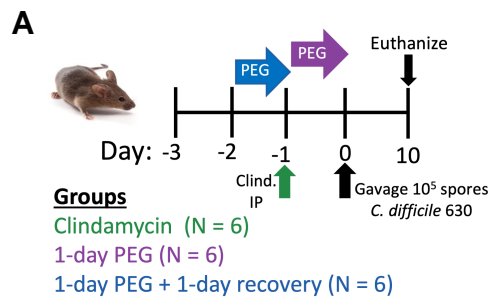 A
Euthanize
PEG
PEG
Day: -3 -2 -1 0 10
Clind.
IP
Gavage 10⁵ spores
C. difficile 630
Groups
Clindamycin (N = 6)
1-day PEG (N = 6)
1-day PEG + 1-day recovery (N = 6)